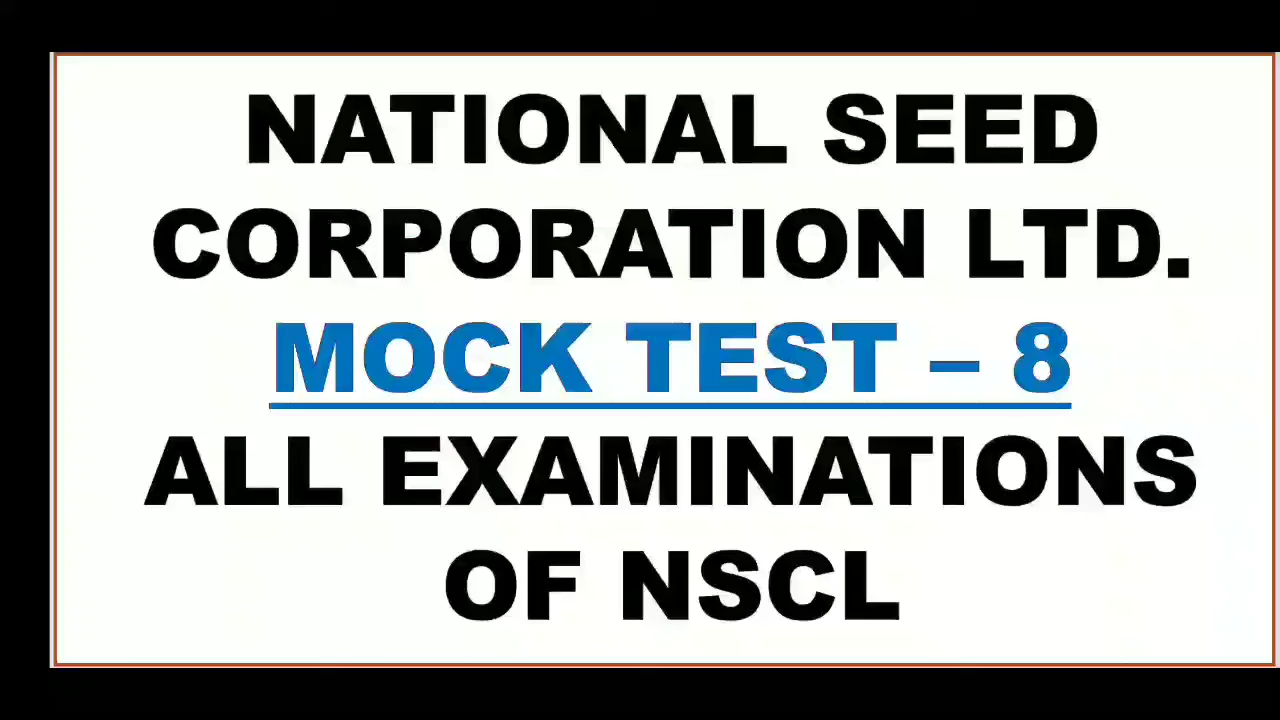 NATIONAL SEED
CORPORATION LTD.
MOCK TEST – 8
ALL EXAMINATIONS
OF NSCL